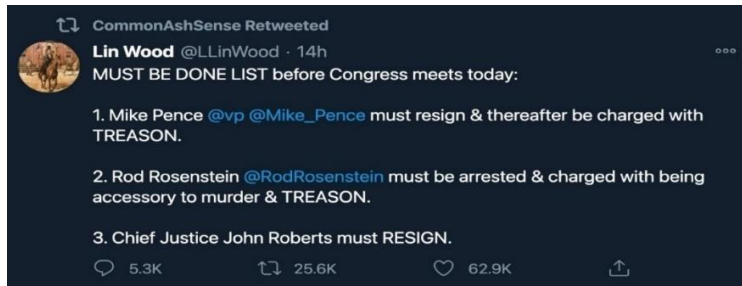 CommonAshSense Retweeted
Lin Wood @LLinWood · 14h
MUST BE DONE LIST before Congress meets today:
1. Mike Pence @vp @Mike_Pence must resign & thereafter be charged with
TREASON.
2. Rod Rosenstein @RodRosenstein must be arrested & charged with being
accessory to murder & TREASON.
3. Chief Justice John Roberts must RESIGN.
5.3K 25.6K 62.9K